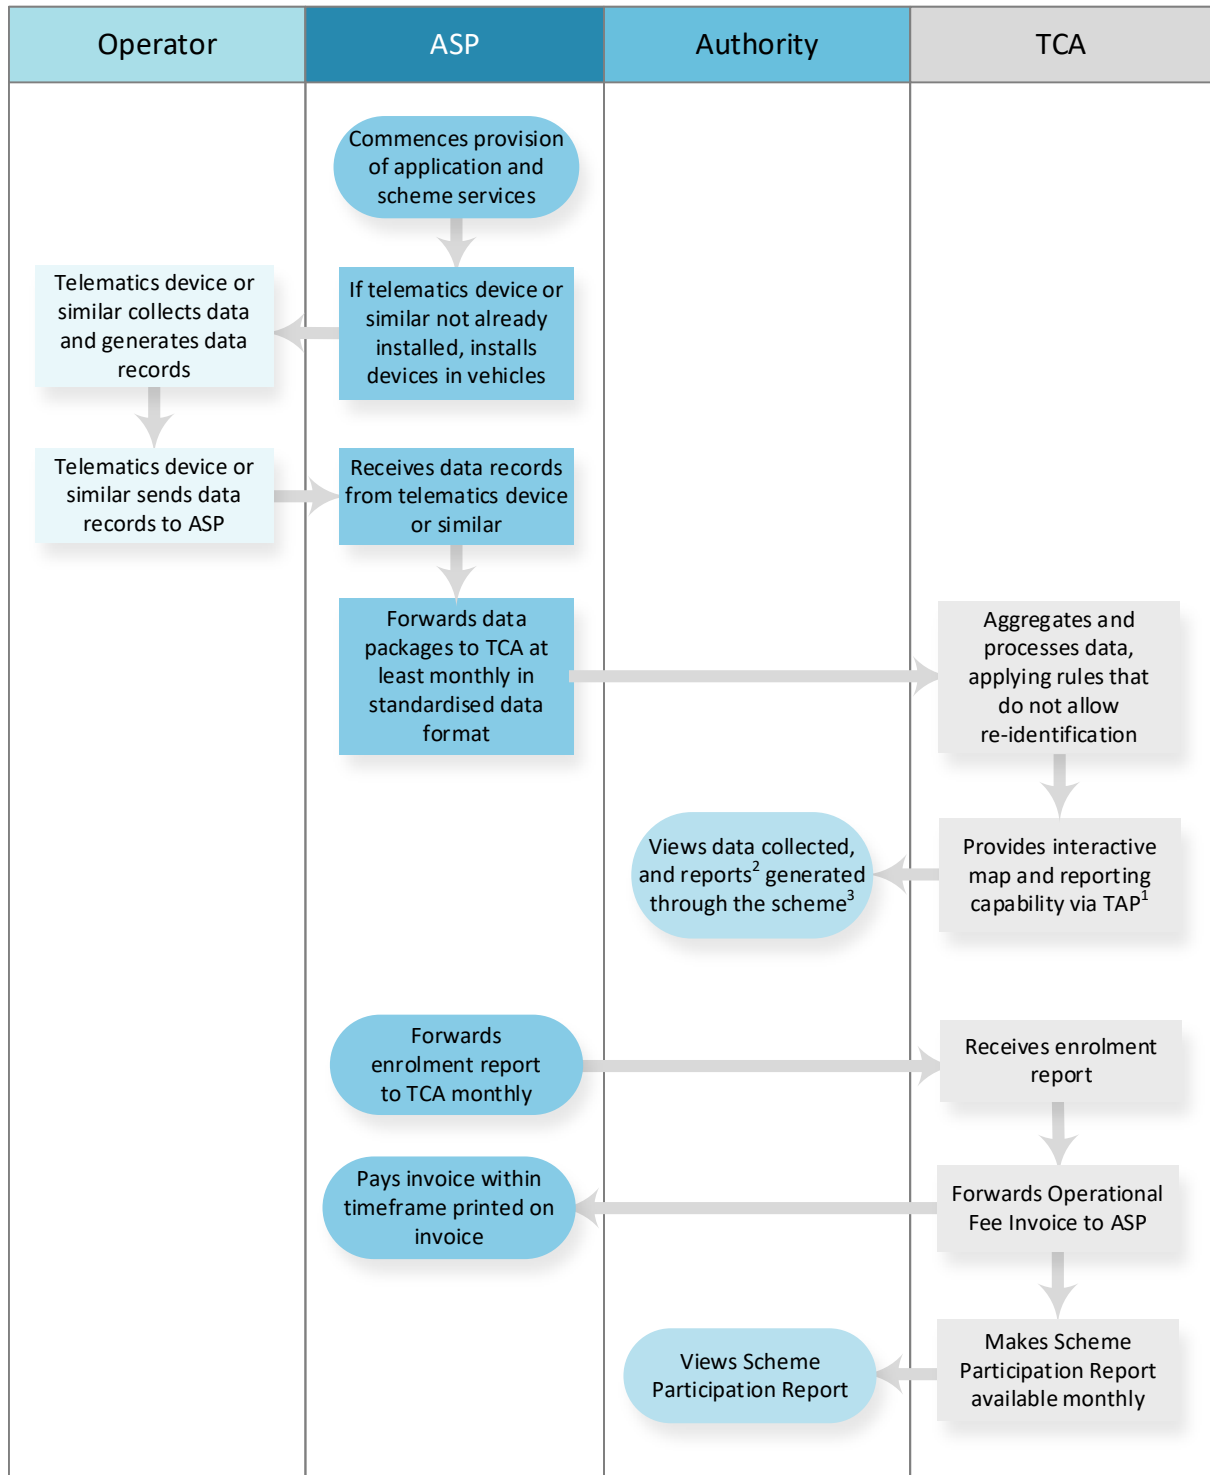 Operator
ASP
Authority
TCA
Commences provision
of application and
scheme services
Telematics device or
similar collects data
and generates data
records
If telematics device or
similar not already
installed, installs
devices in vehicles
Telematics device or
similar sends data
records to ASP
Receives data records
from telematics device
or similar
Forwards data
packages to TCA at
least monthly in
standardised data
format
Aggregates and
processes data,
applying rules that
do not allow
re-identification
Views data collected,
and reports² generated
through the scheme³
Provides interactive
map and reporting
capability via TAP¹
Forwards
enrolment report
to TCA monthly
Receives enrolment
report
Pays invoice within
timeframe printed on
invoice
Forwards Operational
Fee Invoice to ASP
Views Scheme
Participation Report
Makes Scheme
Participation Report
available monthly